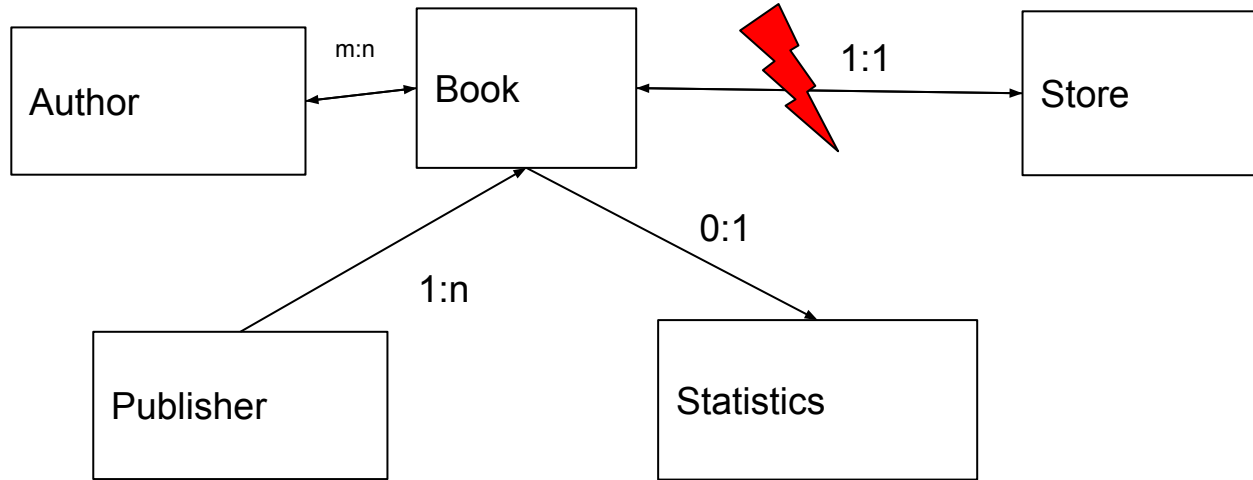 m:n
1:1
Author
Book
Store
0:1
1:n
Publisher
Statistics